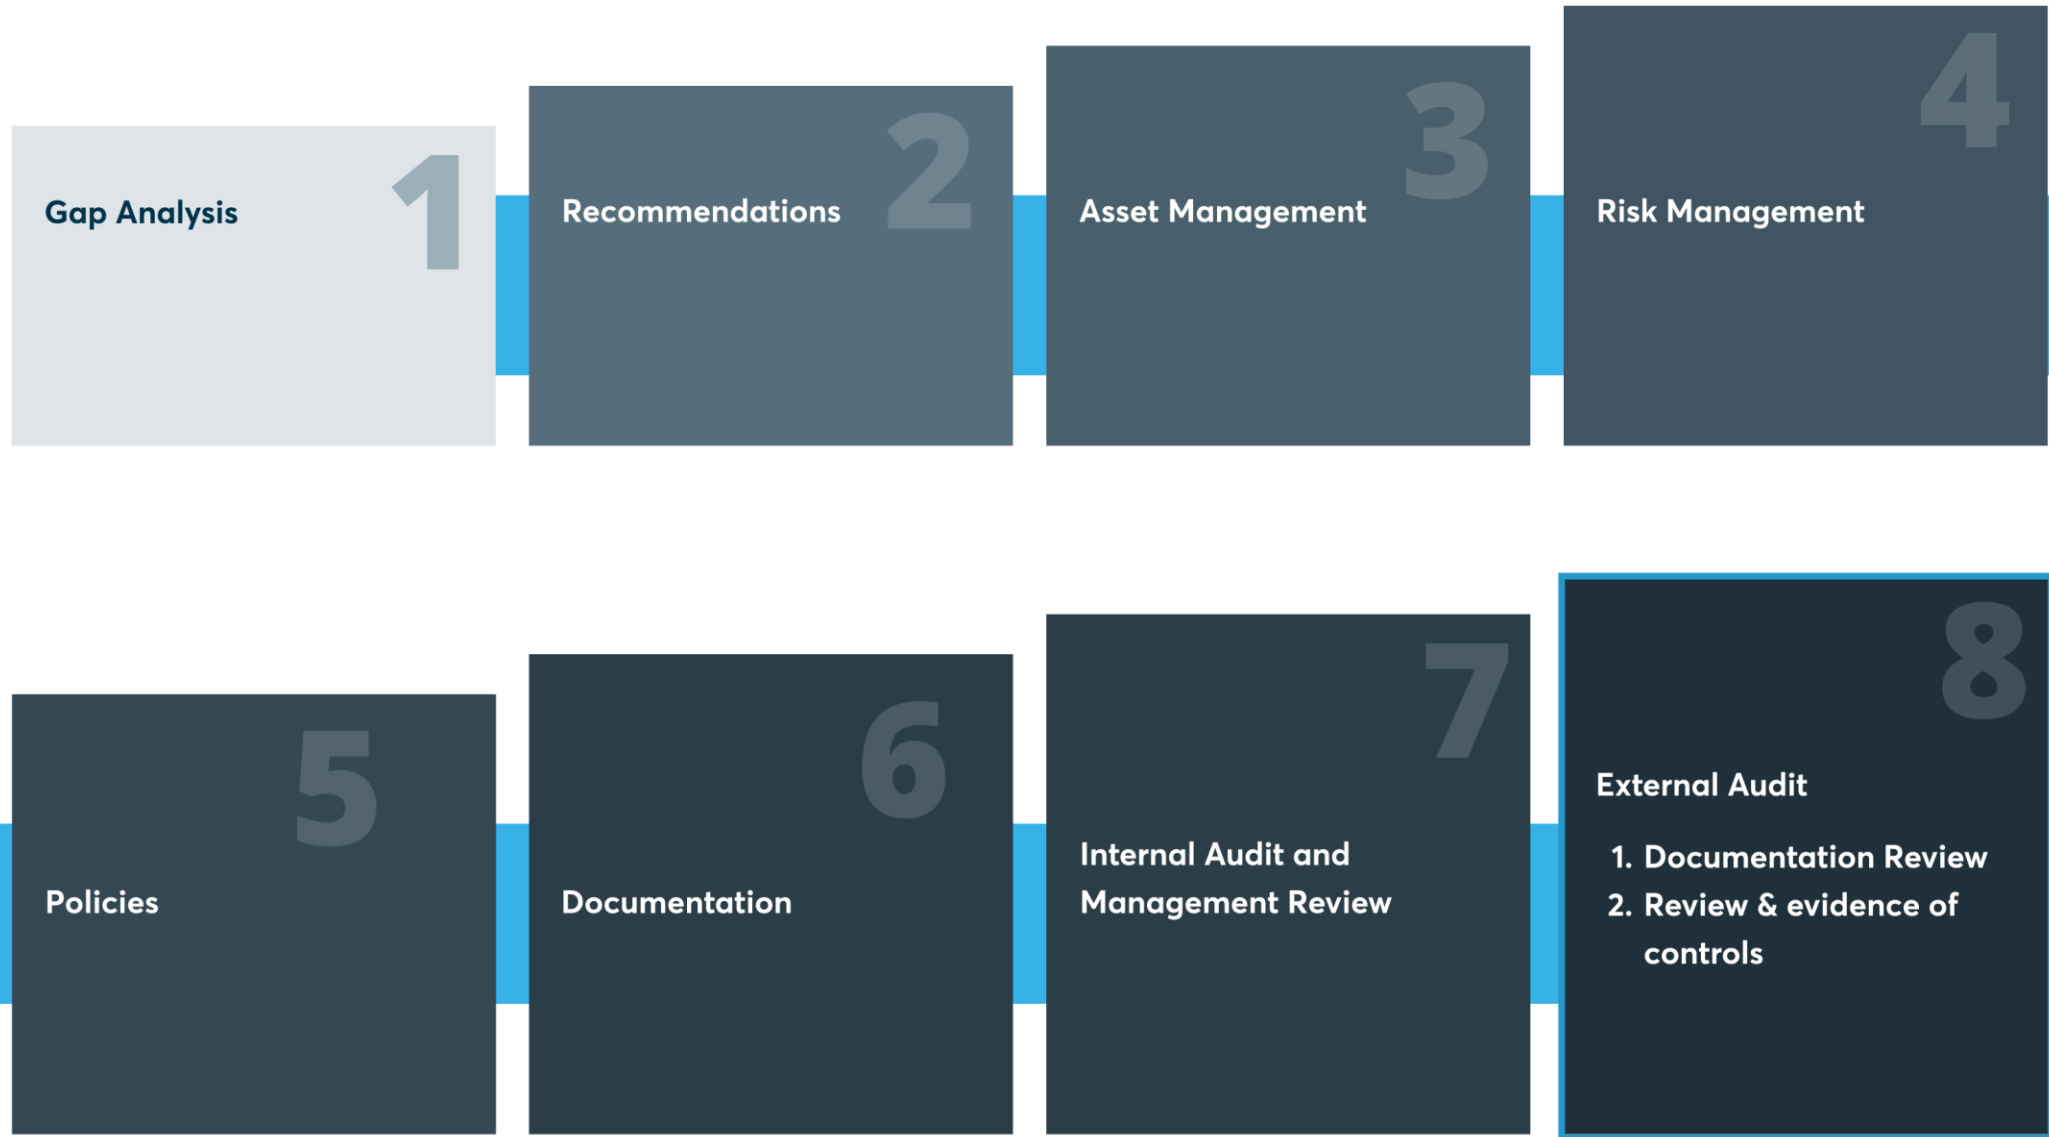 1
Gap Analysis
2
Recommendations
3
Asset Management
4
Risk Management
5
Policies
6
Documentation
7
Internal Audit and
Management Review
8
External Audit
1. Documentation Review
2. Review & evidence of
controls